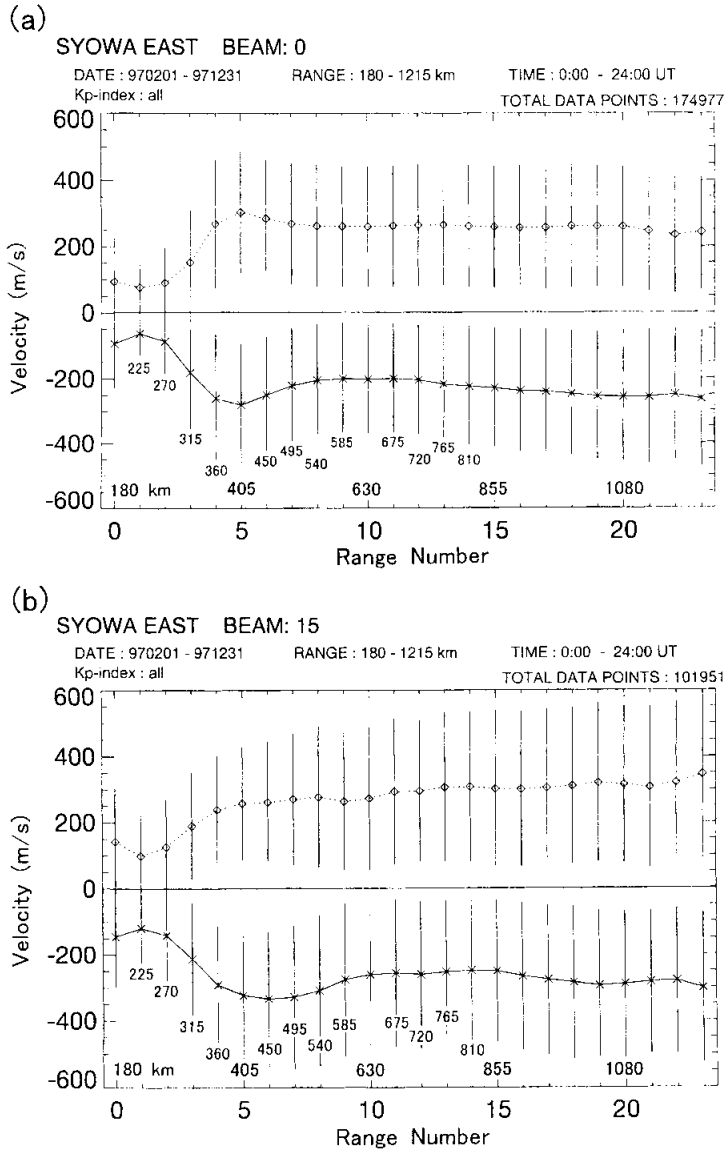 (a)
SYOWA EAST BEAM: 0
DATE : 970201 - 971231 RANGE : 180 - 1215 km TIME : 0:00 - 24:00 UT
Kp-index : all TOTAL DATA POINTS : 174977
600
400
200
0
-200
-400
-600
Velocity (m/s)
225
270
315
360
450
495
540
585
675
720
765
810
180 km 405 630 855 1080
0 5 10 15 20
Range Number
(b)
SYOWA EAST BEAM: 15
DATE : 970201 - 971231 RANGE : 180 - 1215 km TIME : 0:00 - 24:00 UT
Kp-index : all TOTAL DATA POINTS : 101951
600
400
200
0
-200
-400
-600
Velocity (m/s)
225
270
315
360
450
495
540
585
675
720
765
810
180 km 405 630 855 1080
0 5 10 15 20
Range Number